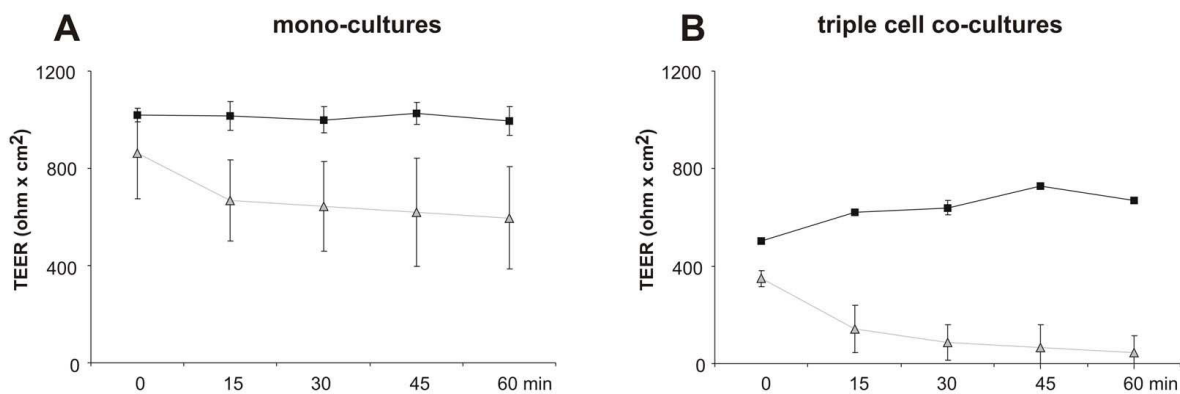 A
mono-cultures
TEER (ohm x cm2)
1200
800
400
0
0 15 30 45 60 min
B
triple cell co-cultures
TEER (ohm x cm2)
1200
800
400
0
0 15 30 45 60 min